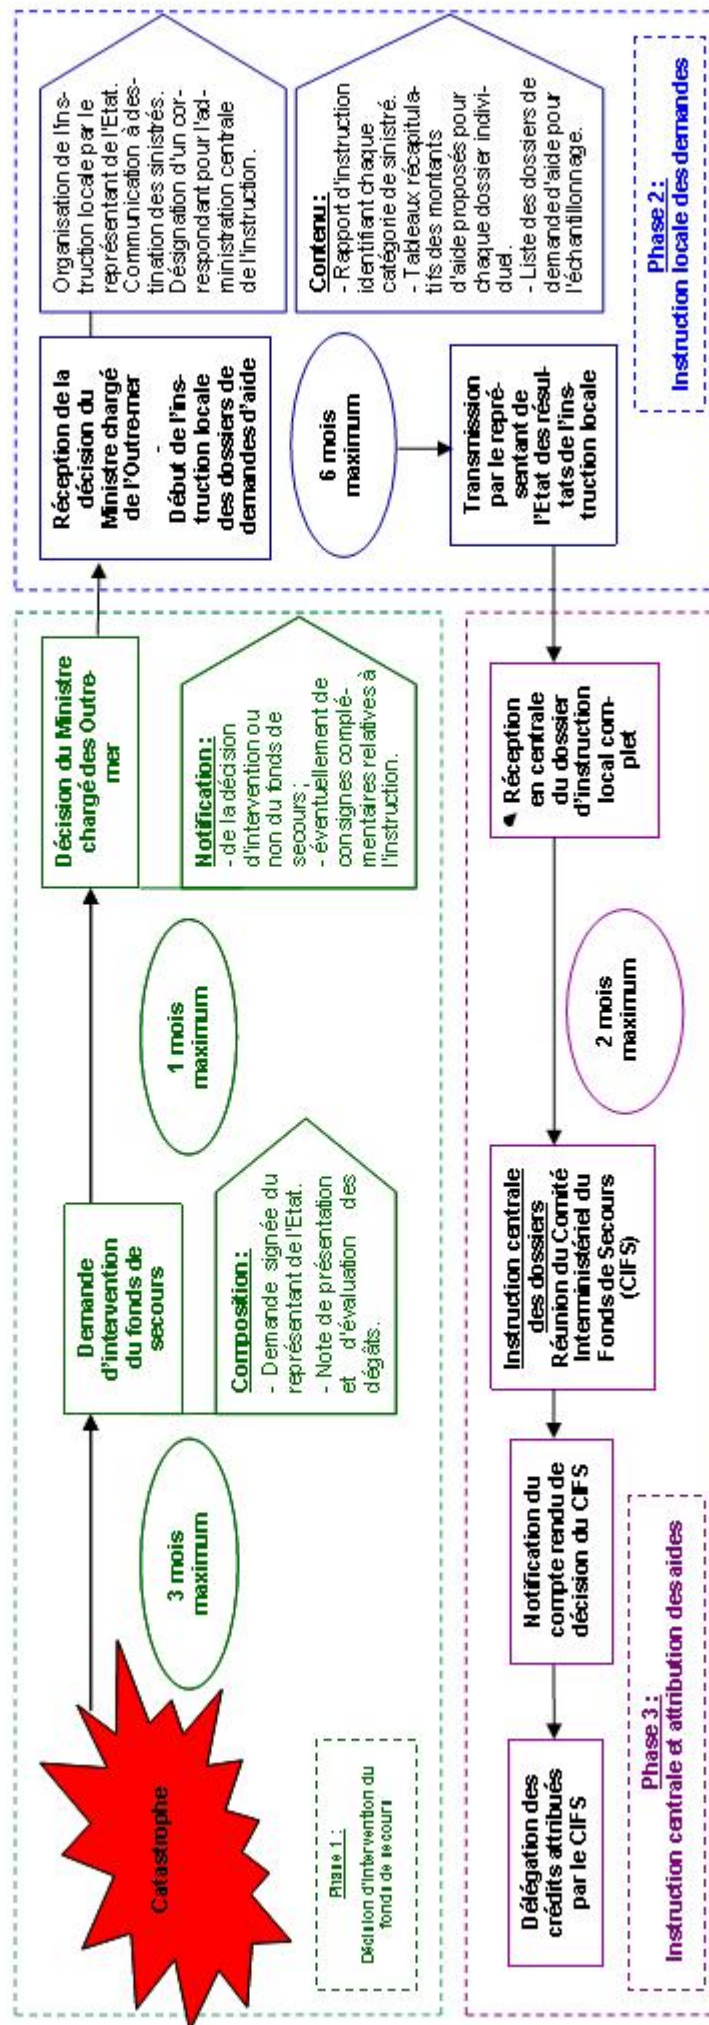 Catastrophe
3 mois
maximum
Phase 1 :
Décision d'intervention du
fonds de secours
Demande
d'intervention
du fonds de
secours
Composition :
- Demande signée du
représentant de l'Etat.
- Note de présentation
et d'évaluation des
dégâts.
1 mois
maximum
Décision du Ministre
chargé des Outre-
mer
Notification :
- de la décision
d'intervention ou
non du fonds de
secours ;
- éventuellement de
consignes complé-
mentaires relatives à
l'instruction.
Réception de la
décision du
Ministre chargé
de l'Outre-mer
-
Début de l'ins-
truction locale
des dossiers de
demandes d'aide
Organisation de l'ins-
truction locale par le
représentant de l'Etat.
Communication à des-
tination des sinistrés.
Désignation d'un cor-
respondant pour l'ad-
ministration centrale
de l'instruction.
6 mois
maximum
Contenu :
- Rapport d'instruction
identifiant chaque
catégorie de sinistré.
- Tableaux récapitula-
tifs des montants
d'aide proposés pour
chaque dossier indivi-
duel.
- Liste des dossiers de
demande d'aide pour
l'échantillonnage.
Transmission
par le repré-
sentant de
l'Etat des résul-
tats de l'ins-
truction locale
Phase 2 :
Instruction locale des demandes
Réception
en centrale
du dossier
d'instruction
local com-
plet
2 mois
maximum
Instruction centrale
des dossiers
Réunion du Comité
Interministériel du
Fonds de Secours
(CIFS)
Notification du
compte rendu de
décision du CIFS
Délégation des
crédits attribués
par le CIFS
Phase 3 :
Instruction centrale et attribution des aides